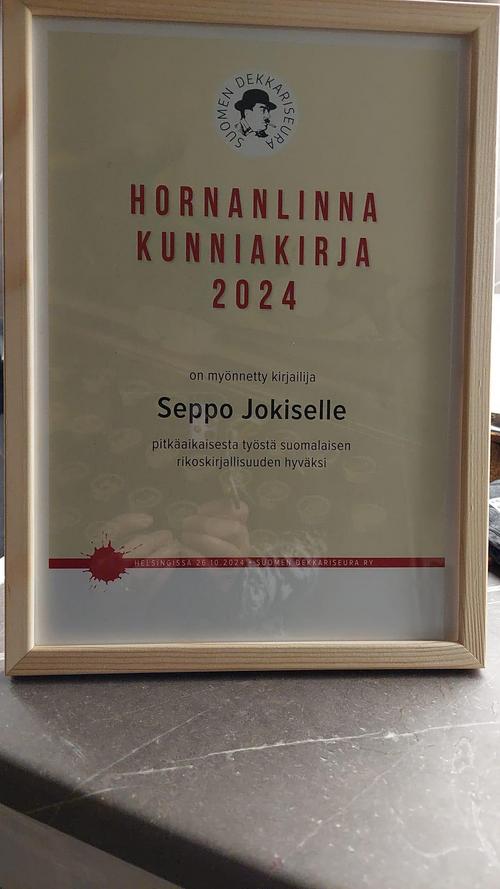 SUOMEN DEKKARISEURA
HORNANLINNA
KUNNIAKIRJA
2024
on myönnetty kirjailija
Seppo Jokiselle
pitkäaikaisesta työstä suomalaisen
rikoskirjallisuuden hyväksi
HELSINGISSÄ 26.10.2024 • SUOMEN DEKKARISEURA RY